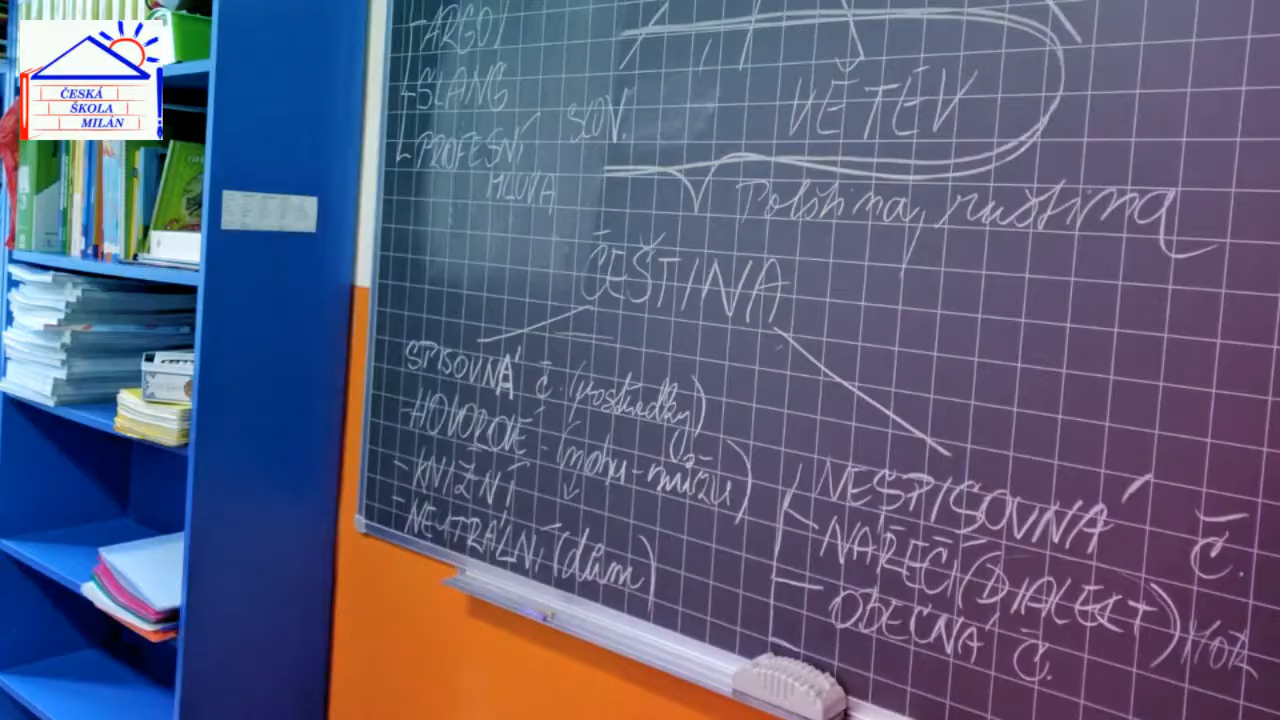 ČESKÁ
ŠKOLA
MILÁN
- ARGOT
- SLANG
- PROFESNÍ
MLUVA
SLOV. VĚTEV
Polština, ruština
ČEŠTINA
SPISOVNÁ č. (prostředky)
- HOVOROVÉ - (mohu - můžu)
- KNIŽNÍ
- NEUTRÁLNÍ (dům)
NESPISOVNÁ č.
- NÁŘEČÍ (DIALEKT)
- OBECNÁ Č.